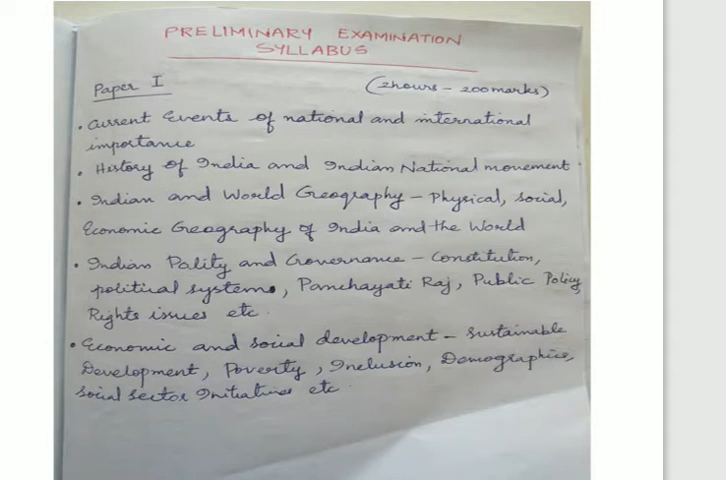 PRELIMINARY EXAMINATION
SYLLABUS
Paper I
(2hours - 200marks)
• Current Events of national and international
importance
• History of India and Indian National movement
• Indian and World Geography - Physical, social,
Economic Geography of India and the World
• Indian Pality and Governance - Constitution,
political systems, Panchayati Raj, Public Policy,
Rights issues etc.
• Economic and social development - Sustainable
Development, Poverty, Inclusion, Demographics,
social sector Initiatives etc.